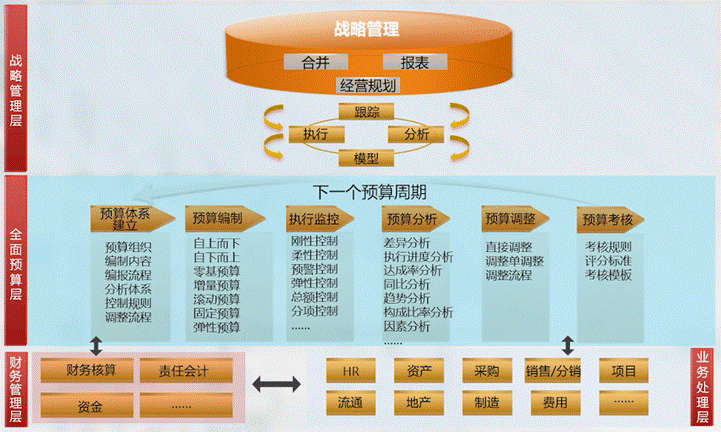 战略管理层
战略管理
合并
报表
经营规划
跟踪
执行
分析
模型
全面预算层
下一个预算周期
预算体系
建立
预算组织
编制内容
编报流程
分析体系
控制规则
调整流程
预算编制
自上而下
自下而上
零基预算
增量预算
滚动预算
固定预算
弹性预算
执行监控
刚性控制
柔性控制
预警控制
弹性控制
总额控制
分项控制
……
预算分析
差异分析
执行进度分析
达成率分析
同比分析
趋势分析
构成比率分析
因素分析
……
预算调整
直接调整
调整单调整
调整流程
预算考核
考核规则
评分标准
考核模板
财务管理层
财务核算
责任会计
资金
……
HR
资产
采购
销售/分销
项目
流通
地产
制造
费用
……
业务处理层